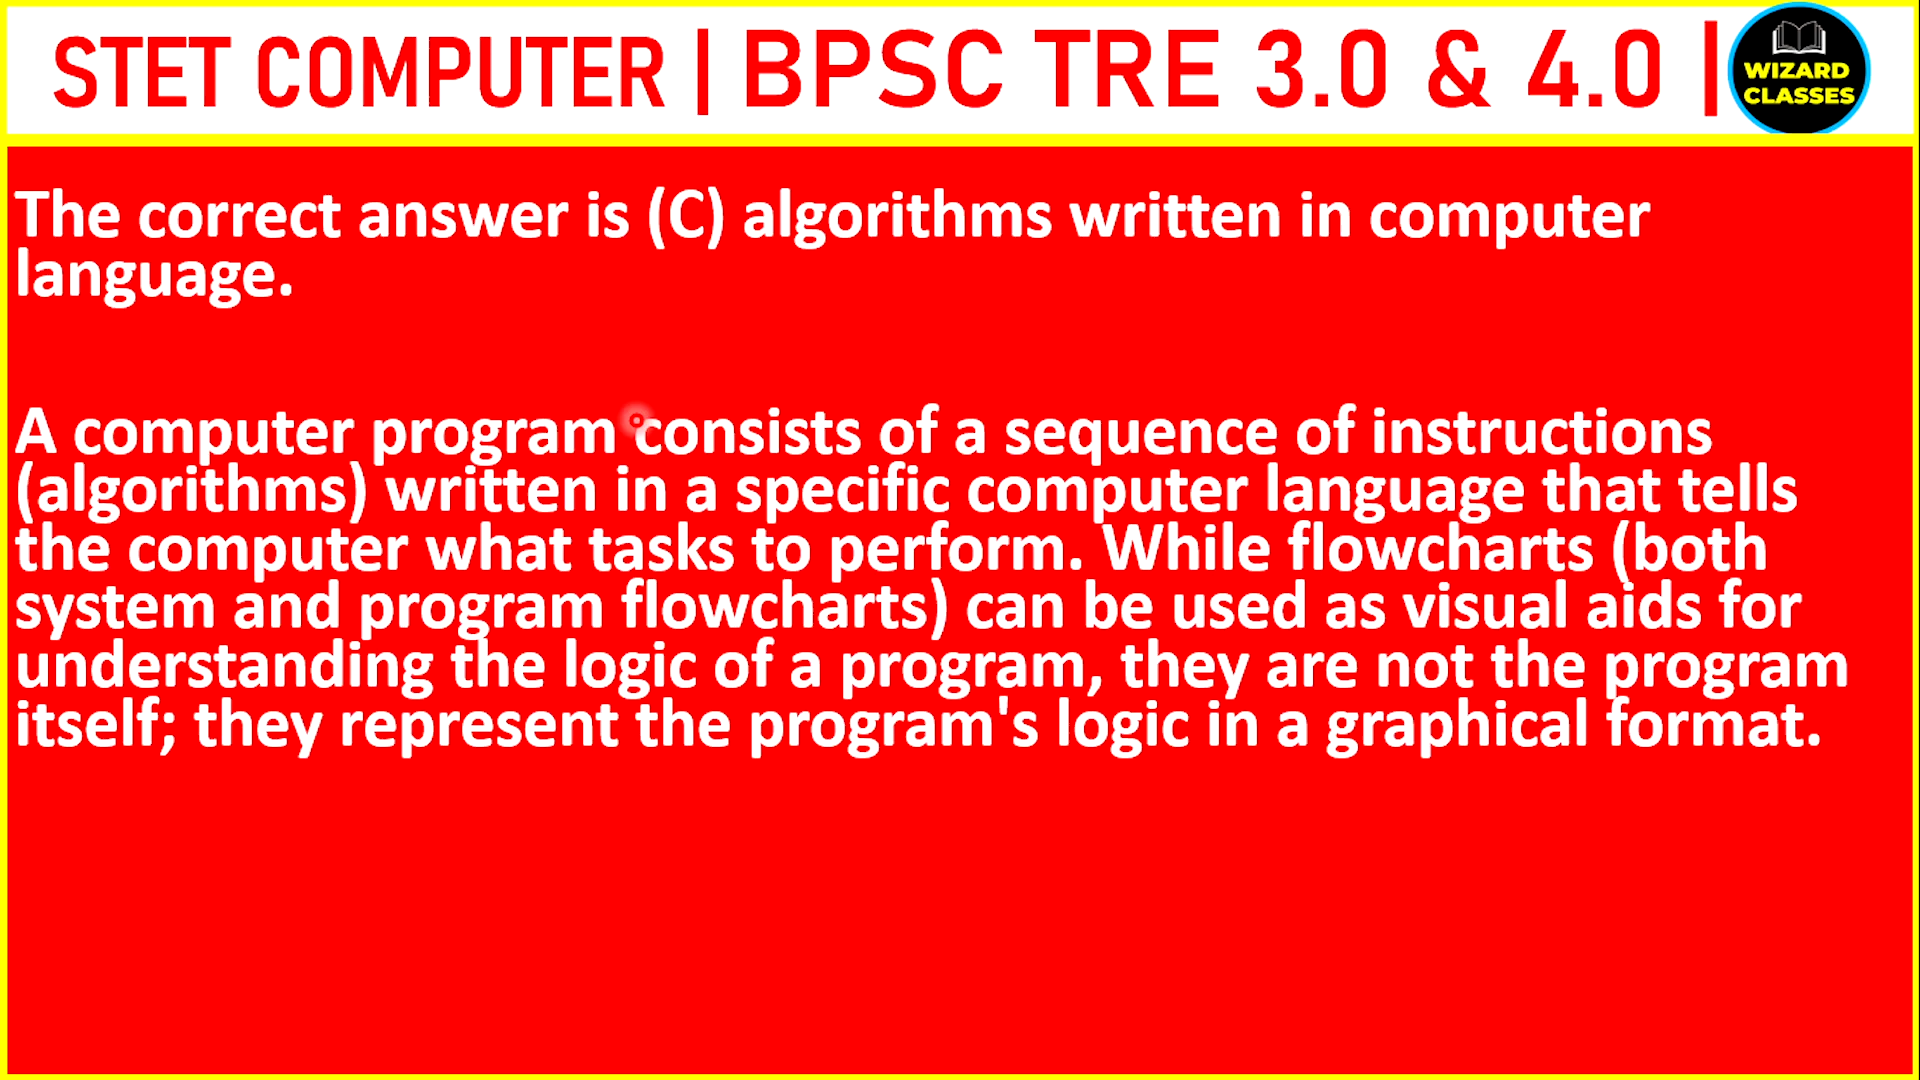 STET COMPUTER | BPSC TRE 3.0 & 4.0 |
WIZARD
CLASSES
The correct answer is (C) algorithms written in computer
language.
A computer program consists of a sequence of instructions
(algorithms) written in a specific computer language that tells
the computer what tasks to perform. While flowcharts (both
system and program flowcharts) can be used as visual aids for
understanding the logic of a program, they are not the program
itself; they represent the program's logic in a graphical format.